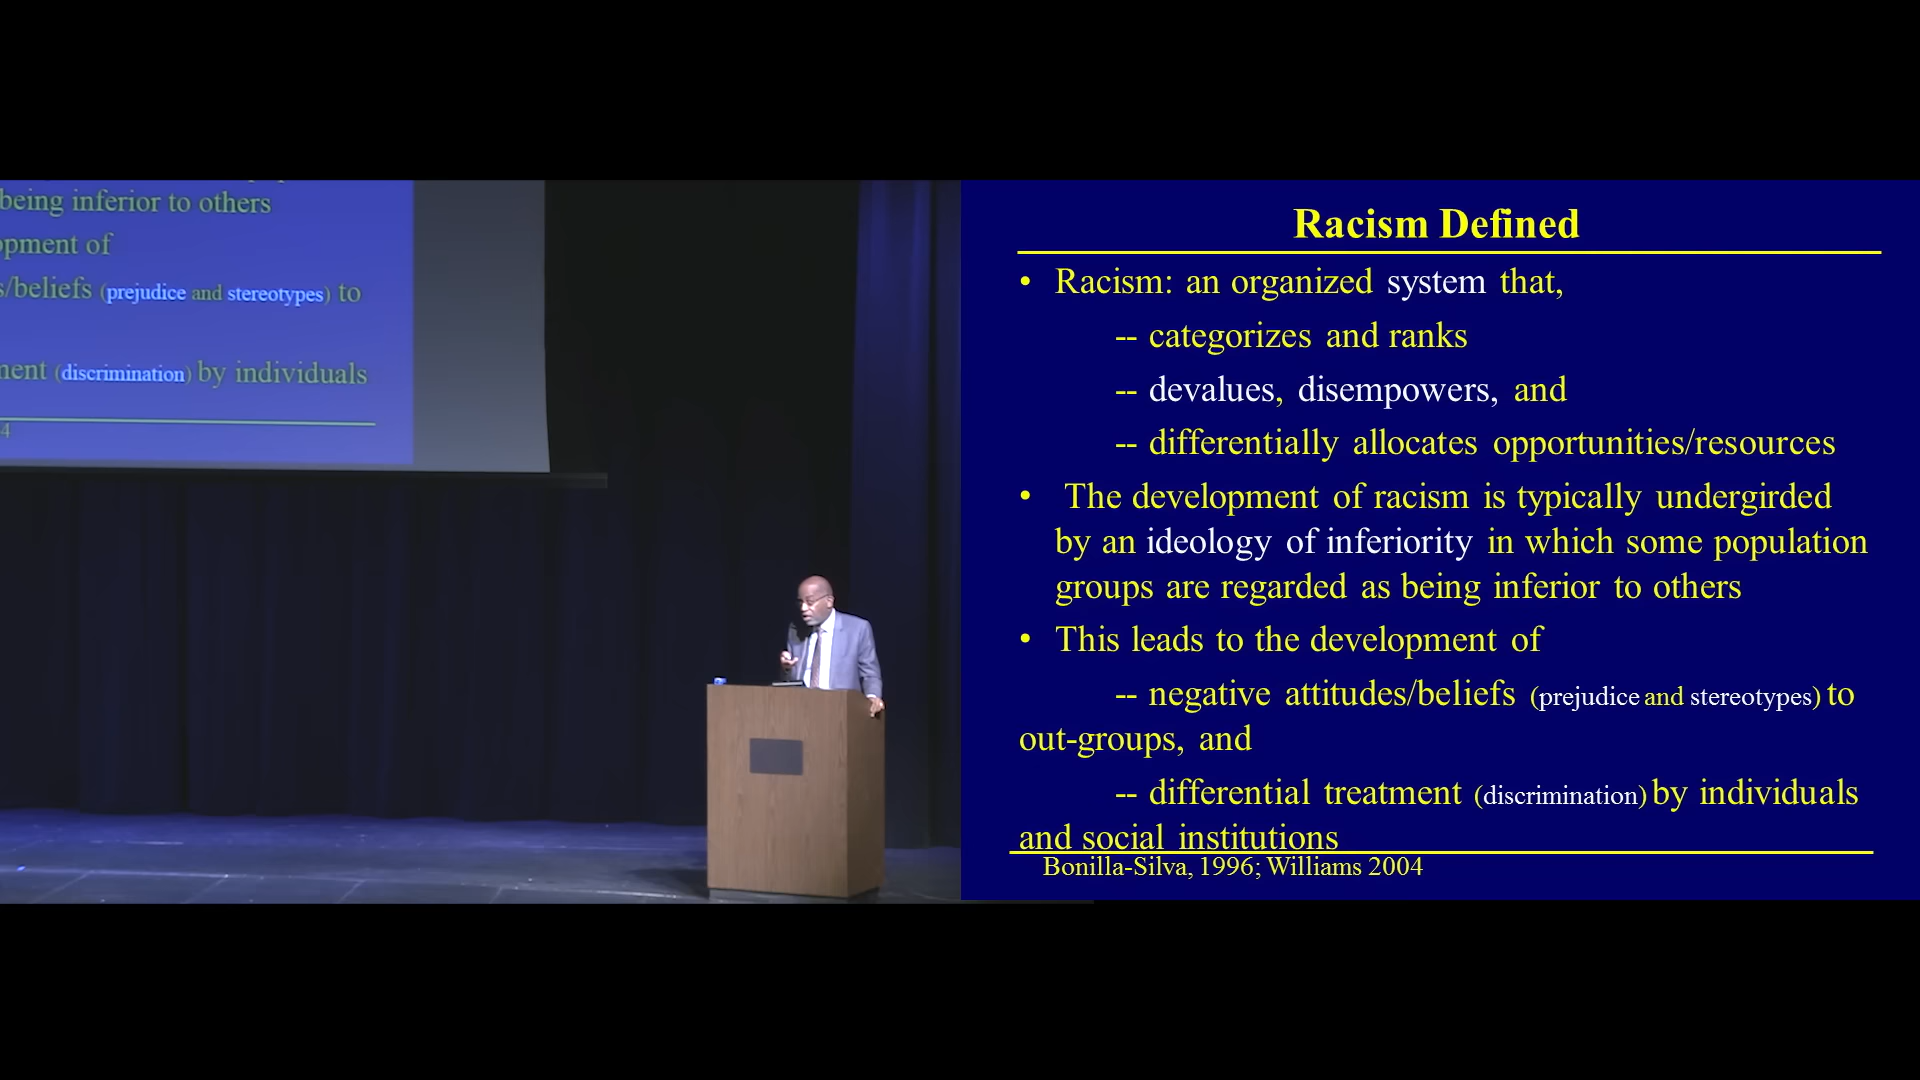 being inferior to others
opment of
s/beliefs (prejudice and stereotypes) to
ment (discrimination) by individuals
4
Racism Defined
• Racism: an organized system that,
-- categorizes and ranks
-- devalues, disempowers, and
-- differentially allocates opportunities/resources
• The development of racism is typically undergirded
by an ideology of inferiority in which some population
groups are regarded as being inferior to others
• This leads to the development of
-- negative attitudes/beliefs (prejudice and stereotypes) to
out-groups, and
-- differential treatment (discrimination) by individuals
and social institutions
Bonilla-Silva, 1996; Williams 2004